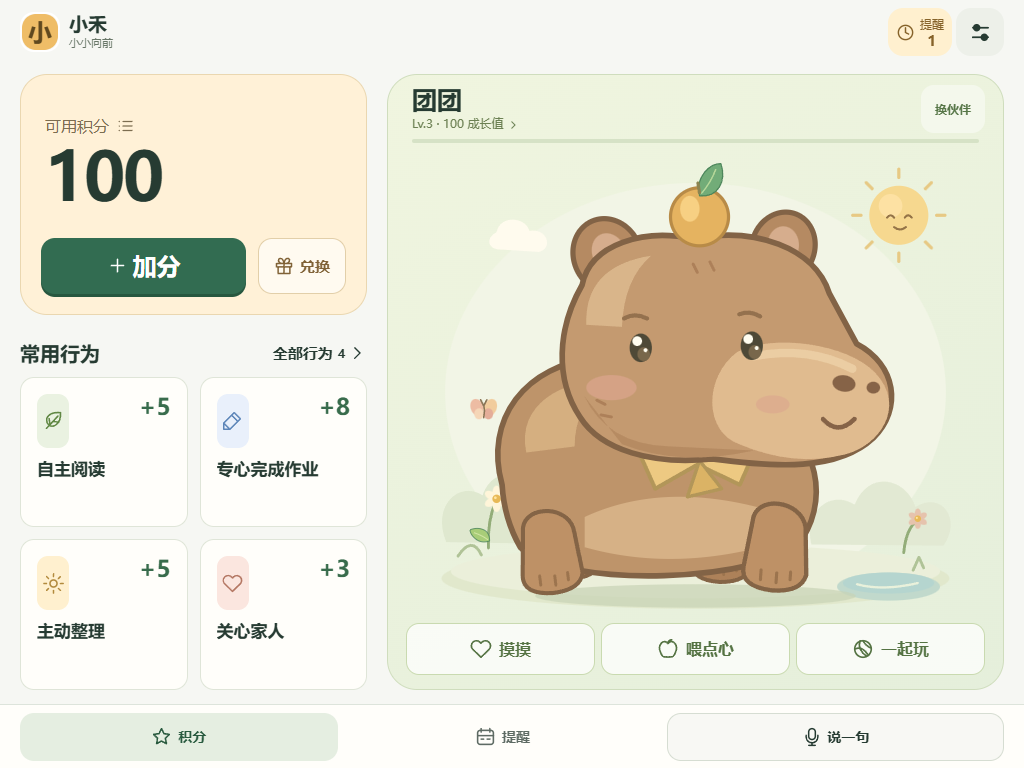 小
小禾
小小向前
提醒
1
可用积分
100
+ 加分
兑换
常用行为
全部行为 4
+5
自主阅读
+8
专心完成作业
+5
主动整理
+3
关心家人
团团
Lv.3 · 100 成长值
换伙伴
摸摸
喂点心
一起玩
积分
提醒
说一句